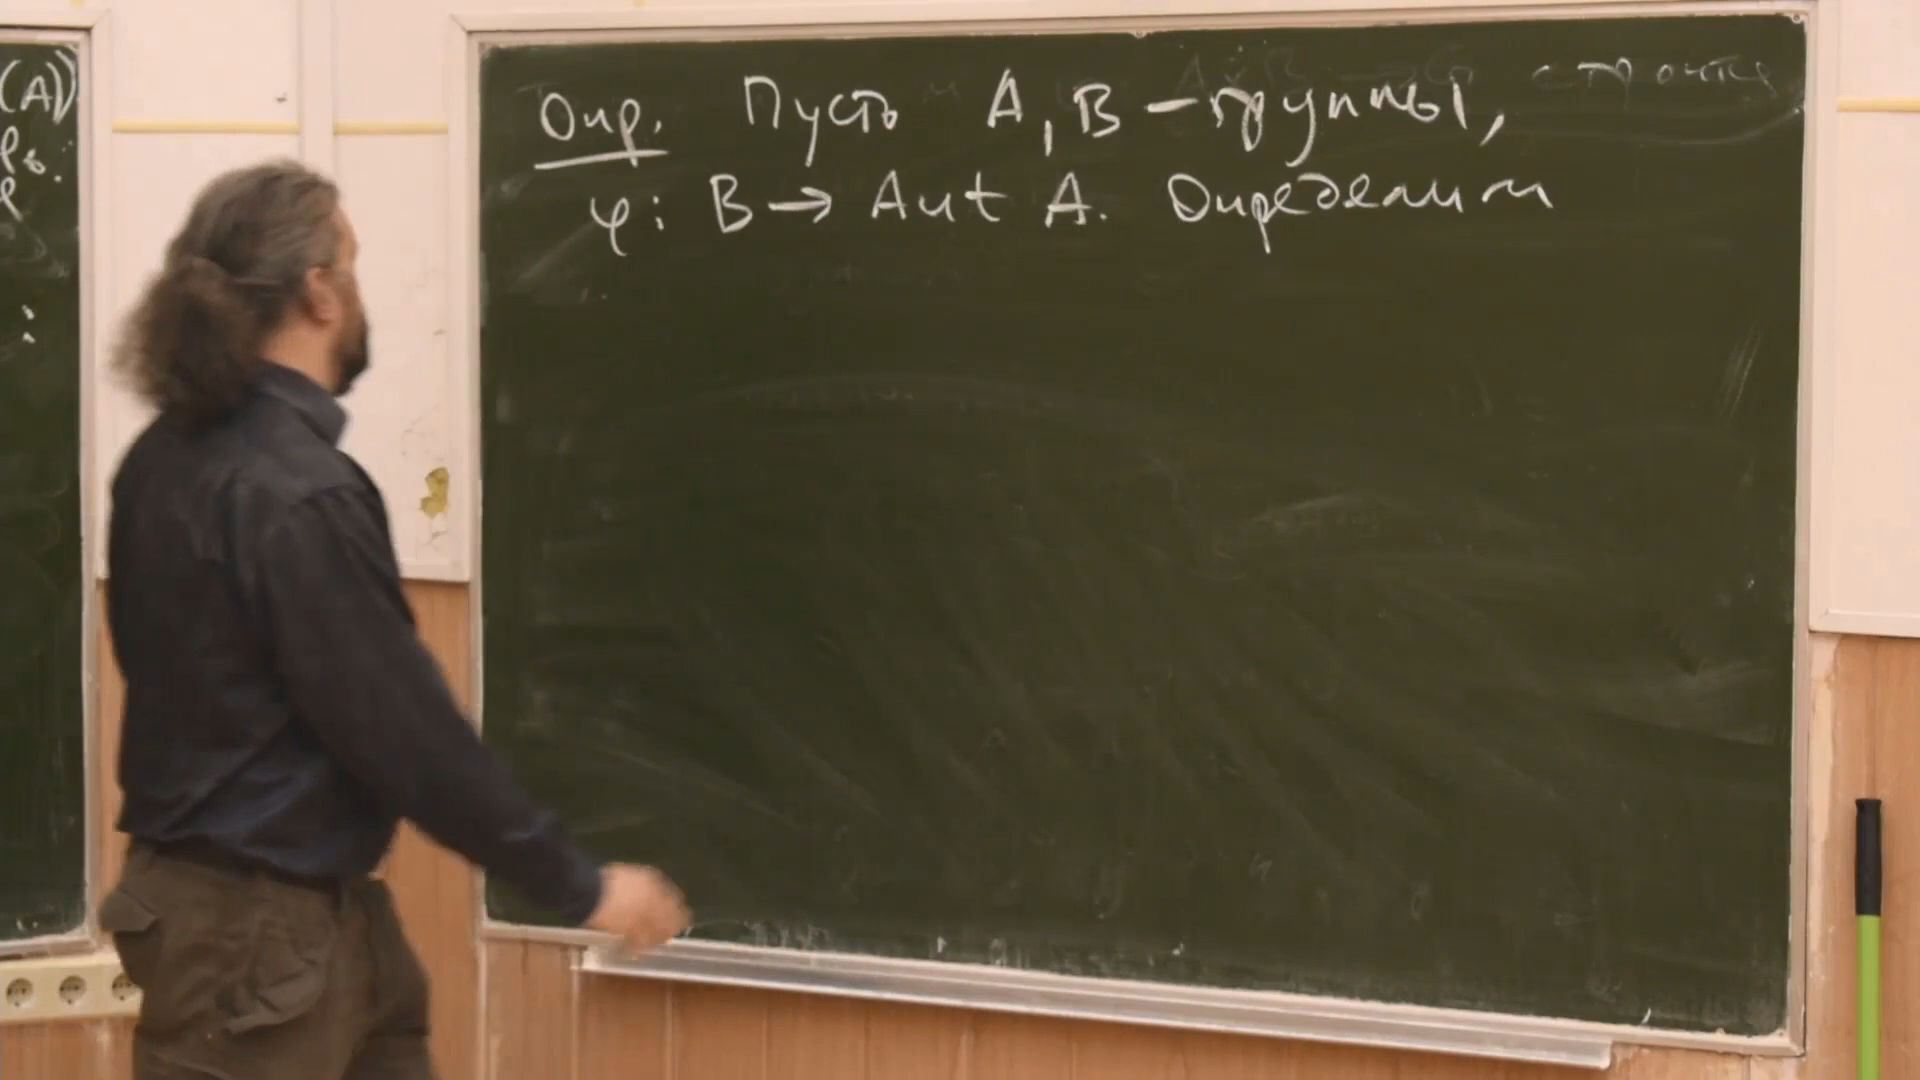 (A))
Опр. Пусть A, B – группы,
φ: B → Aut A. Определим